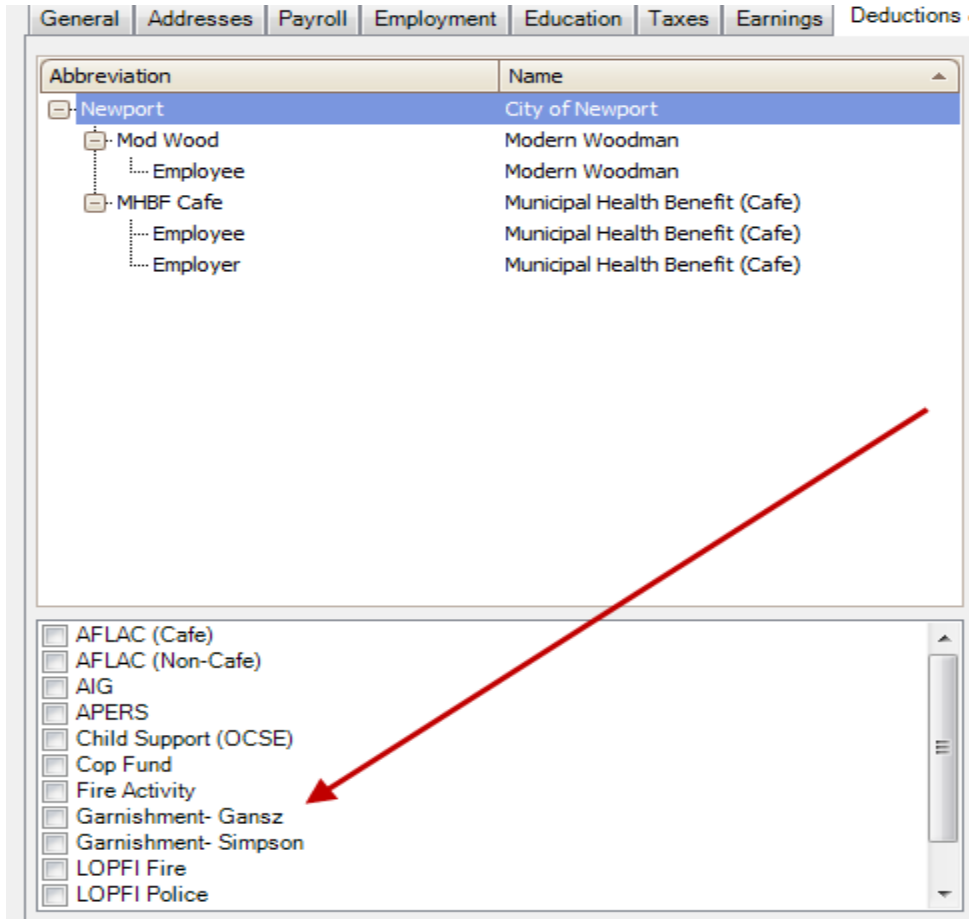 General Addresses Payroll Employment Education Taxes Earnings Deductions
Abbreviation Name
Newport City of Newport
Mod Wood Modern Woodman
Employee Modern Woodman
MHBF Cafe Municipal Health Benefit (Cafe)
Employee Municipal Health Benefit (Cafe)
Employer Municipal Health Benefit (Cafe)
AFLAC (Cafe)
AFLAC (Non-Cafe)
AIG
APERS
Child Support (OCSE)
Cop Fund
Fire Activity
Garnishment- Gansz
Garnishment- Simpson
LOPFI Fire
LOPFI Police